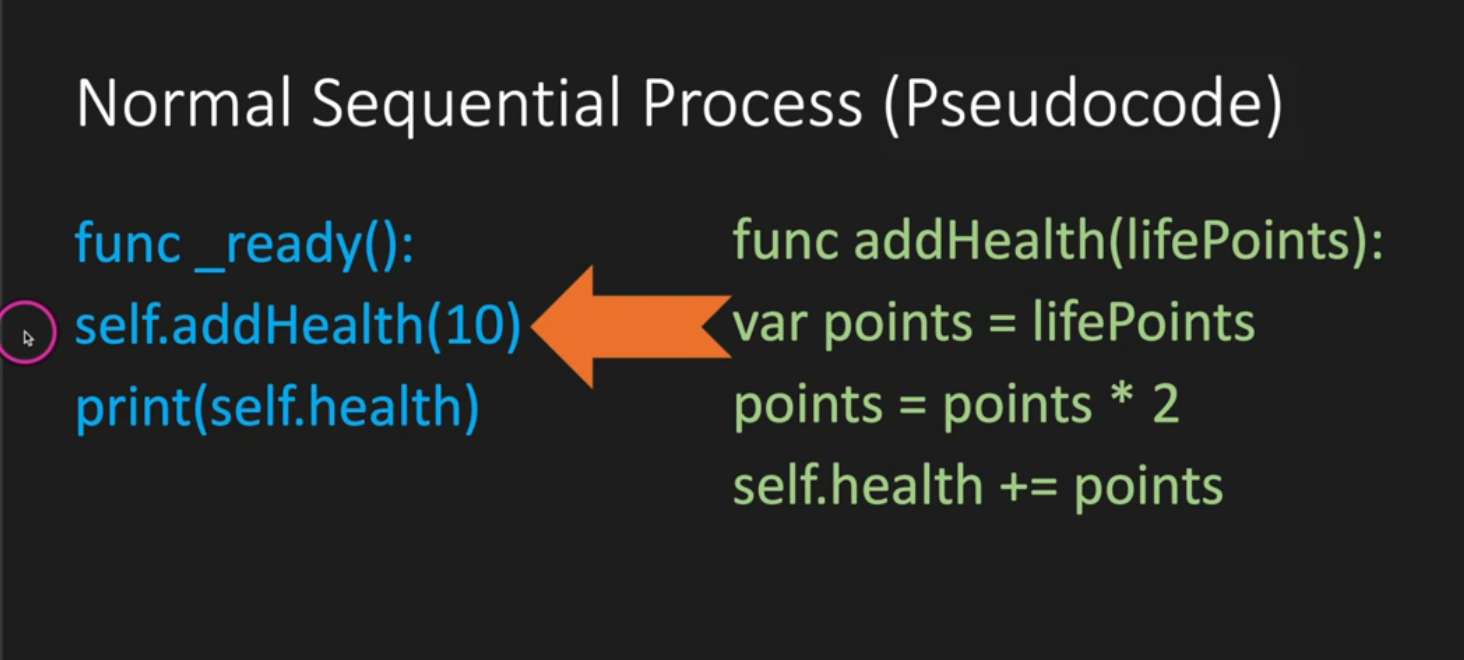 Normal Sequential Process (Pseudocode)
func _ready():
self.addHealth(10)
print(self.health)
func addHealth(lifePoints):
var points = lifePoints
points = points * 2
self.health += points